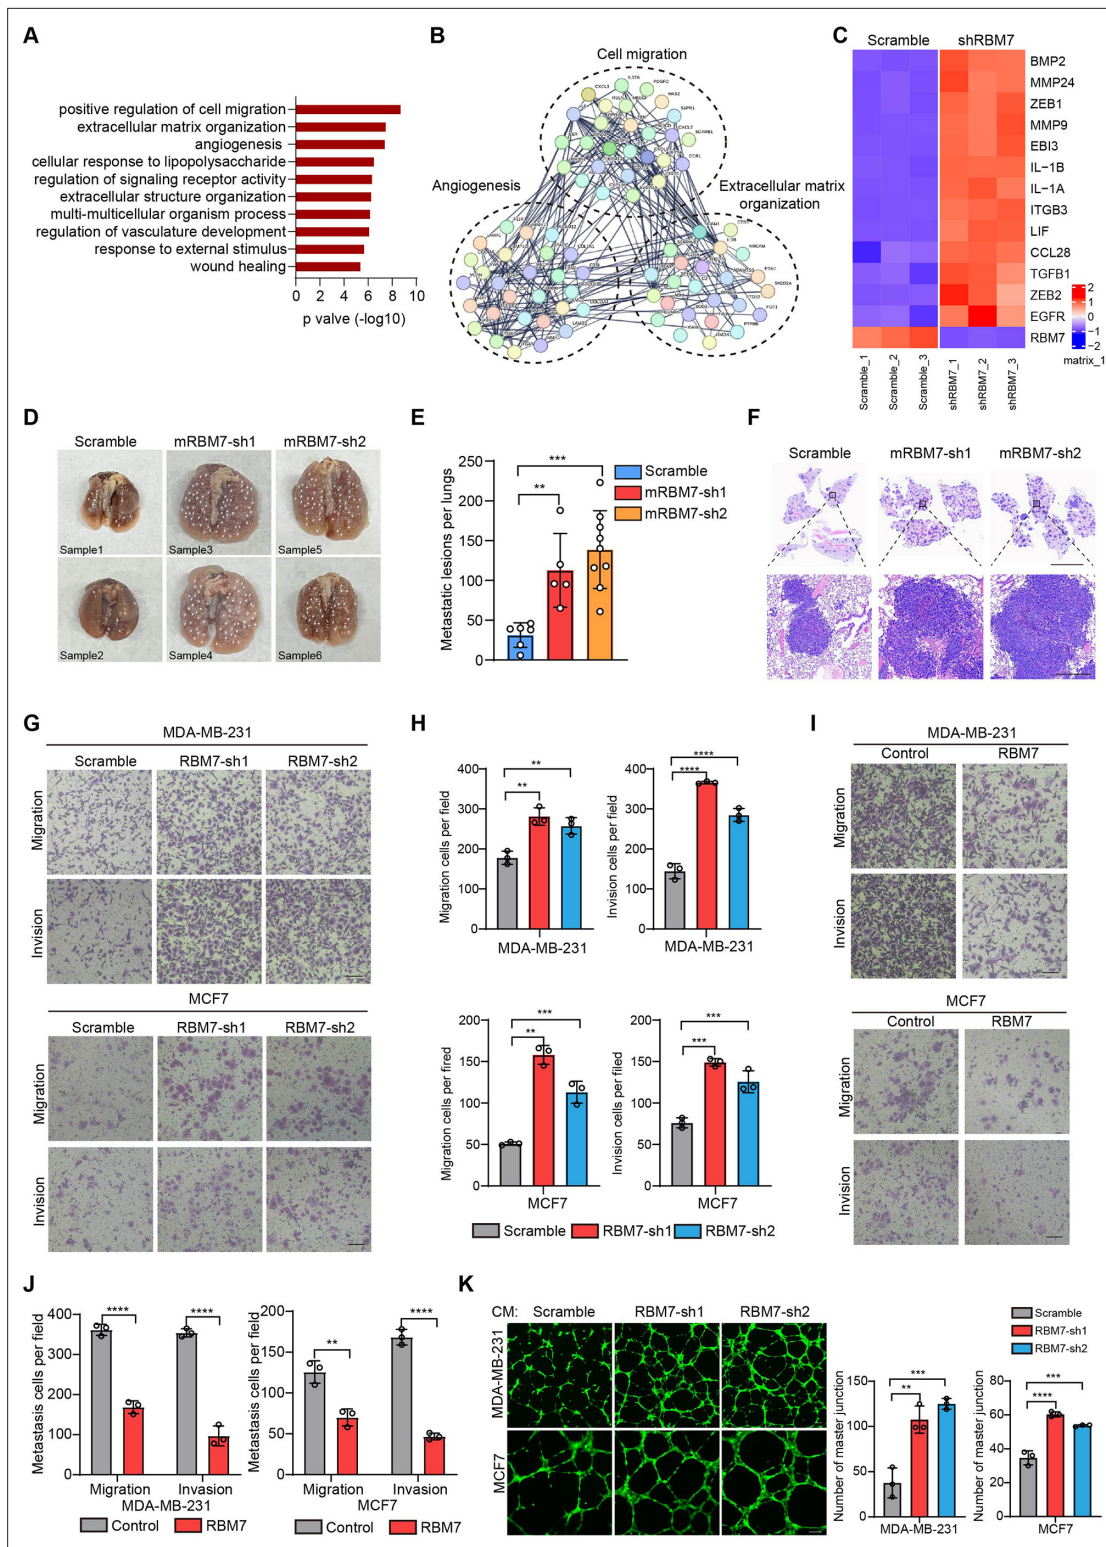 A
positive regulation of cell migration
extracellular matrix organization
angiogenesis
cellular response to lipopolysaccharide
regulation of signaling receptor activity
extracellular structure organization
multi-multicellular organism process
regulation of vasculature development
response to external stimulus
wound healing
0 2 4 6 8 10
p valve (-log10)
B
Cell migration
Angiogenesis
Extracellular matrix
organization
C
Scramble shRBM7
BMP2
MMP24
ZEB1
MMP9
EBI3
IL-1B
IL-1A
ITGB3
LIF
CCL28
TGFB1
ZEB2
EGFR
RBM7
2
1
0
-1
-2
matrix_1
Scramble_1
Scramble_2
Scramble_3
shRBM7_1
shRBM7_2
shRBM7_3
D
Scramble mRBM7-sh1 mRBM7-sh2
Sample1 Sample3 Sample5
Sample2 Sample4 Sample6
E
Metastatic lesions per lungs
250
200
150
100
50
0
**
***
Scramble
mRBM7-sh1
mRBM7-sh2
F
Scramble mRBM7-sh1 mRBM7-sh2
G
MDA-MB-231
Scramble RBM7-sh1 RBM7-sh2
Migration
Invision
MCF7
Scramble RBM7-sh1 RBM7-sh2
Migration
Invision
H
Migration cells per field
400
300
200
100
0
**
**
MDA-MB-231
Invision cells per field
400
300
200
100
0
****
****
MDA-MB-231
Migration cells per fired
200
150
100
50
0
***
**
MCF7
Invision cells per filed
200
150
100
50
0
***
***
MCF7
Scramble RBM7-sh1 RBM7-sh2
I
MDA-MB-231
Control RBM7
Migration
Invision
MCF7
Control RBM7
Migration
Invision
J
Metastasis cells per field
400
300
200
100
0
**** ****
Migration Invasion
MDA-MB-231
Control RBM7
Metastasis cells per field
200
150
100
50
0
** ****
Migration Invasion
MCF7
Control RBM7
K
CM: Scramble RBM7-sh1 RBM7-sh2
MDA-MB-231
MCF7
Scramble
RBM7-sh1
RBM7-sh2
Number of master junction
150
100
50
0
***
**
MDA-MB-231
Number of master junction
80
60
40
20
0
***
****
MCF7